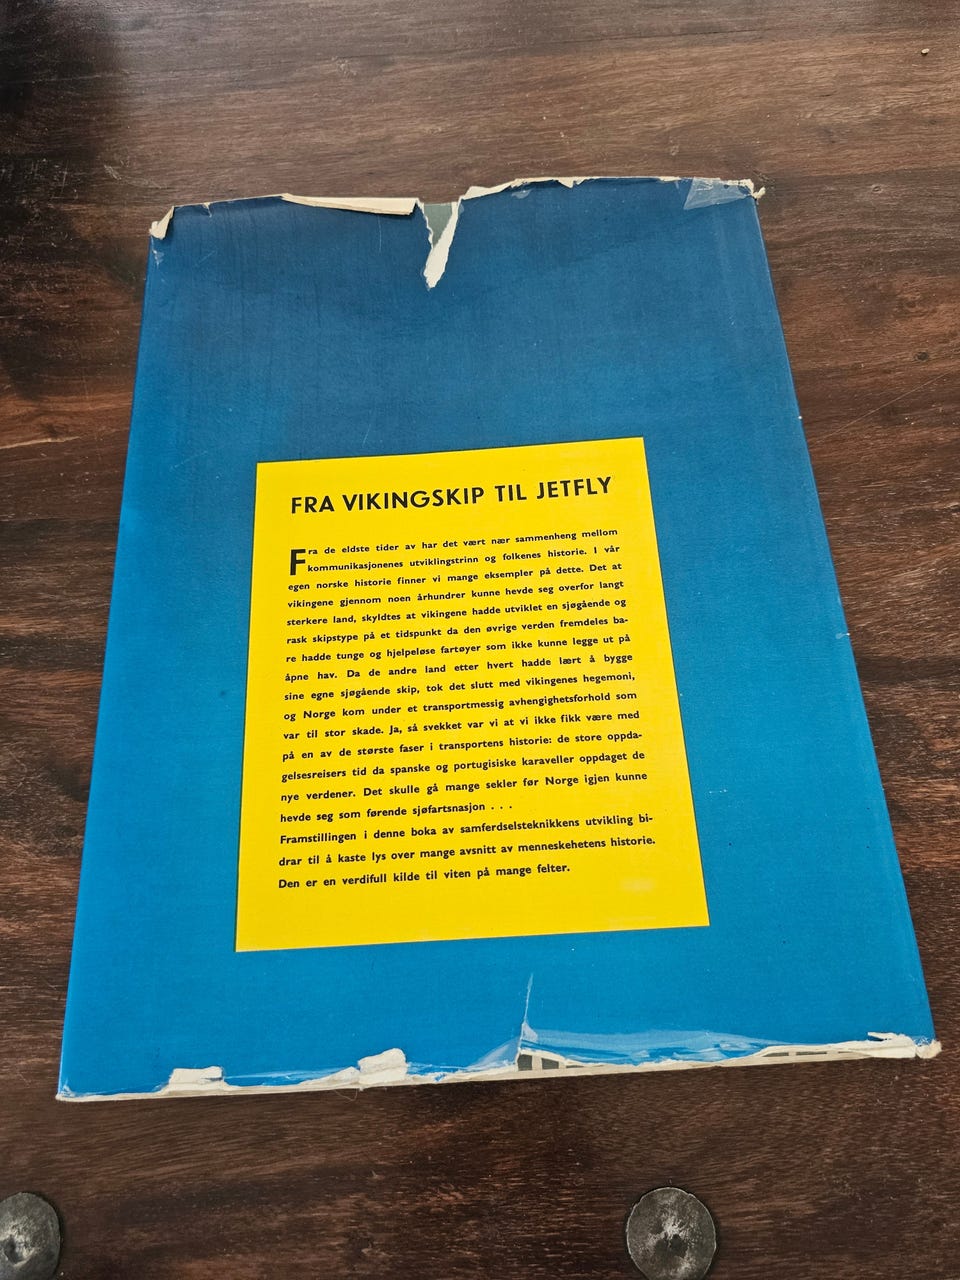 FRA VIKINGSKIP TIL JETFLY
Fra de eldste tider av har det vært nær sammenheng mellom
kommunikasjonenes utviklingstrinn og folkenes historie. I vår
egen norske historie finner vi mange eksempler på dette. Det at
vikingene gjennom noen århundrer kunne hevde seg overfor langt
sterkere land, skyldtes at vikingene hadde utviklet en sjøgående og
rask skipstype på et tidspunkt da den øvrige verden fremdeles ba-
re hadde tunge og hjelpeløse fartøyer som ikke kunne legge ut på
åpne hav. Da de andre land etter hvert hadde lært å bygge
sine egne sjøgående skip, tok det slutt med vikingenes hegemoni,
og Norge kom under et transportmessig avhengighetsforhold som
var til stor skade. Ja, så svekket var vi at vi ikke fikk være med
på en av de største faser i transportens historie: de store oppda-
gelsesreisers tid da spanske og portugisiske karaveller oppdaget de
nye verdener. Det skulle gå mange sekler før Norge igjen kunne
hevde seg som førende sjøfartsnasjon . . .
Framstillingen i denne boka av samferdselsteknikkens utvikling bi-
drar til å kaste lys over mange avsnitt av menneskehetens historie.
Den er en verdifull kilde til viten på mange felter.